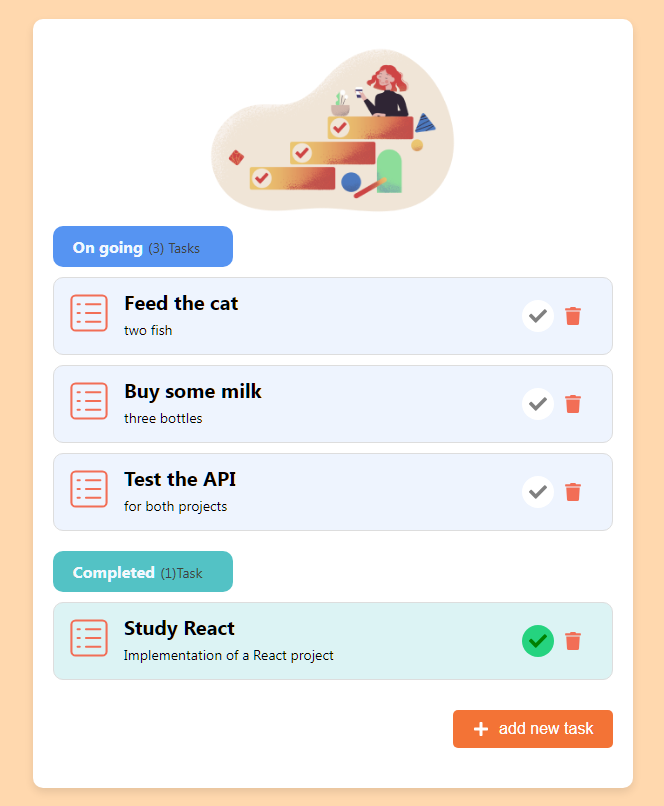 On going (3) Tasks
Feed the cat
two fish
Buy some milk
three bottles
Test the API
for both projects
Completed (1)Task
Study React
Implementation of a React project
add new task